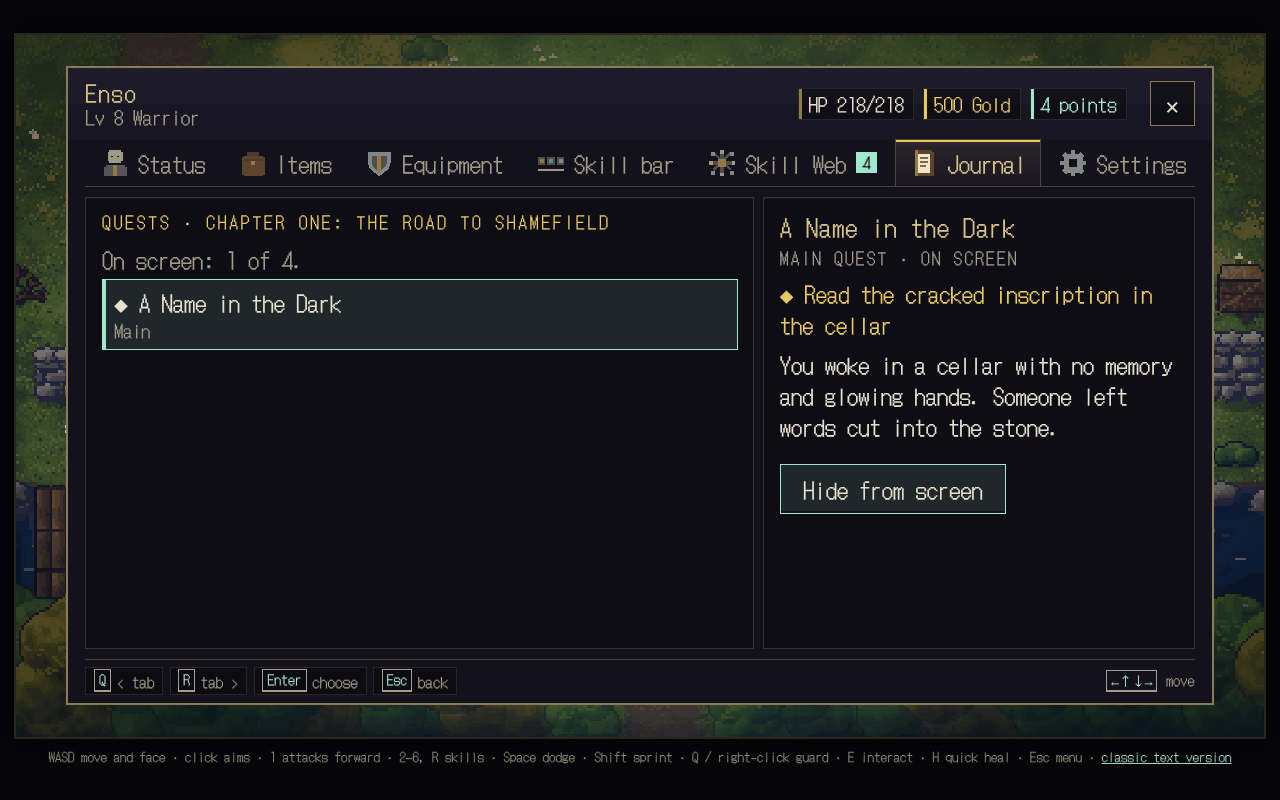 Enso
Lv 8 Warrior
HP 218/218
500 Gold
4 points
×
Status
Items
Equipment
Skill bar
Skill Web 4
Journal
Settings
QUESTS · CHAPTER ONE: THE ROAD TO SHAMEFIELD
On screen: 1 of 4.
◆ A Name in the Dark
Main
A Name in the Dark
MAIN QUEST · ON SCREEN
◆ Read the cracked inscription in
the cellar
You woke in a cellar with no memory
and glowing hands. Someone left
words cut into the stone.
Hide from screen
Q < tab
R tab >
Enter choose
Esc back
←↑↓→ move
WASD move and face · click aims · 1 attacks forward · 2–6, R skills · Space dodge · Shift sprint · Q / right-click guard · E interact · H quick heal · Esc menu · classic text version